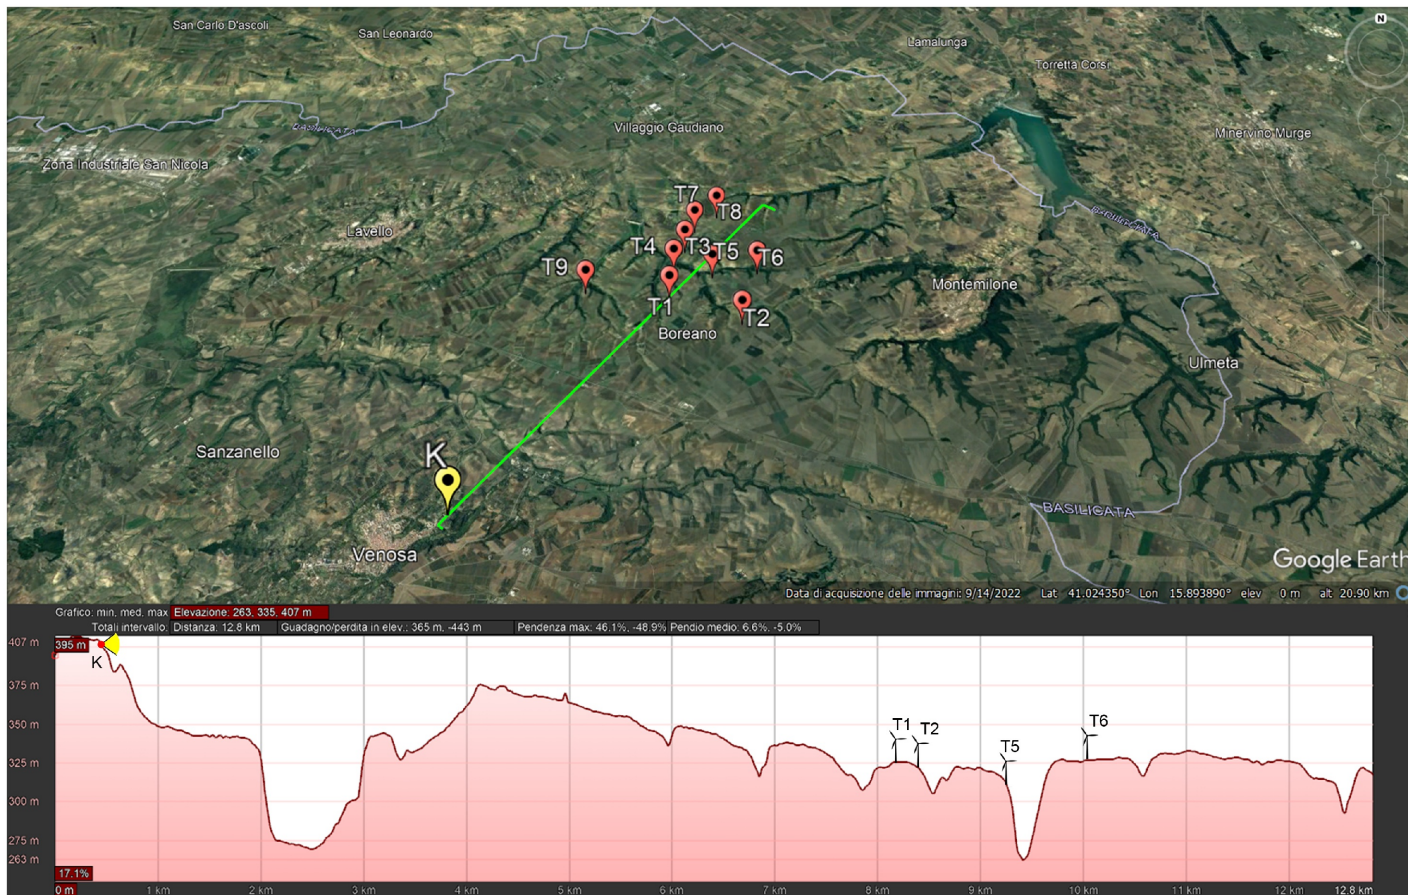 N
San Carlo D'ascoli
San Leonardo
Lamalunga
Torretta Corsi
BASILICATA
Villaggio Gaudiano
Minervino Murge
Zona Industriale San Nicola
T7
T8
BASILICATA
Lavello
T4
T3
T5
T6
T9
Montemilone
T1
T2
Boreano
Ulmeta
Sanzanello
K
BASILICATA
Venosa
Google Earth
Data di acquisizione delle immagini: 9/14/2022 Lat 41.024350° Lon 15.893890° elev 0 m alt 20.90 km
Grafico: min, med, max Elevazione: 263, 335, 407 m
Totali intervallo: Distanza: 12.8 km Guadagno/perdita in elev.: 365 m, -443 m Pendenza max: 46.1%, -48.9% Pendio medio: 6.6%, -5.0%
407 m
395 m
K
375 m
350 m
T1
T2
T6
T5
325 m
300 m
275 m
263 m
17.1%
0 m 1 km 2 km 3 km 4 km 5 km 6 km 7 km 8 km 9 km 10 km 11 km 12 km 12.8 km